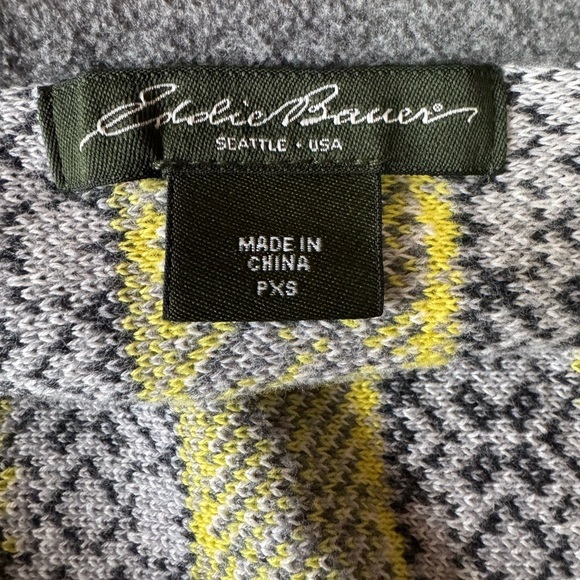 Eddie Bauer®
SEATTLE • USA
MADE IN
CHINA
PXS